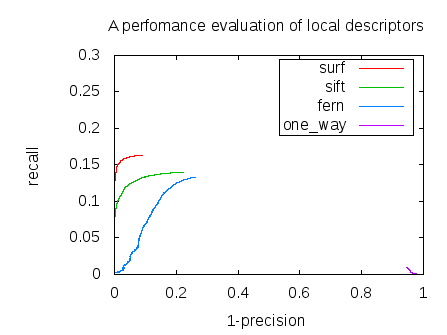 A perfomance evaluation of local descriptors
0.3
0.25
0.2
0.15
0.1
0.05
0
recall
surf
sift
fern
one_way
0 0.2 0.4 0.6 0.8 1
1-precision